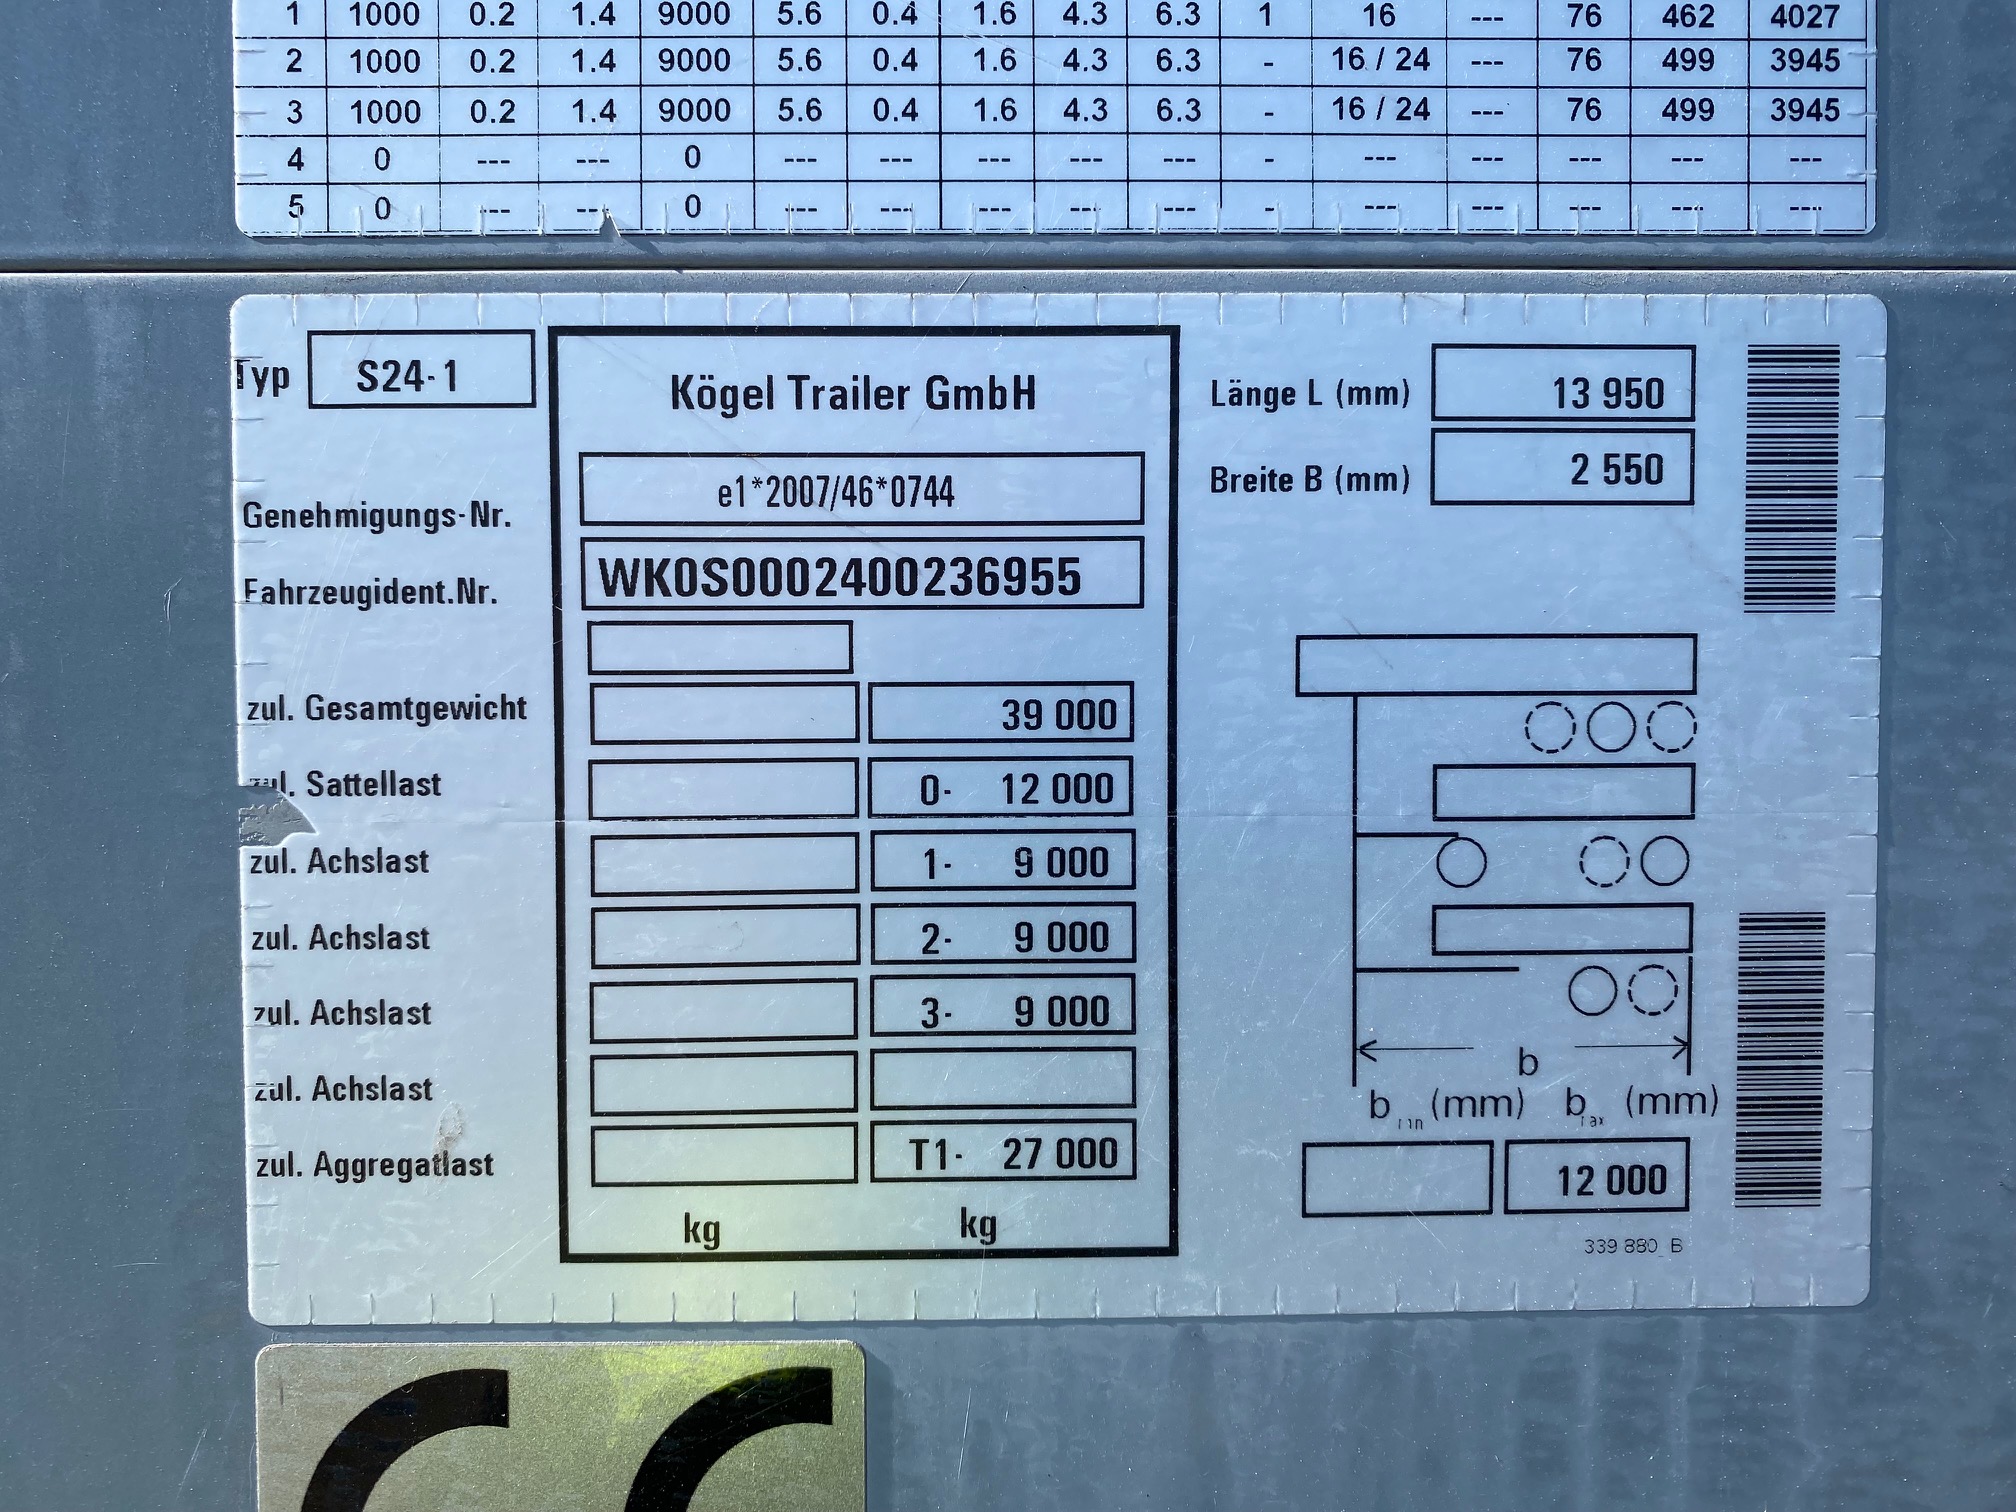 1 1000 0.2 1.4 9000 5.6 0.4 1.6 4.3 6.3 1 16 --- 76 462 4027
2 1000 0.2 1.4 9000 5.6 0.4 1.6 4.3 6.3 - 16 / 24 --- 76 499 3945
3 1000 0.2 1.4 9000 5.6 0.4 1.6 4.3 6.3 - 16 / 24 --- 76 499 3945
4 0 --- --- 0 --- --- --- --- --- - --- --- --- --- ---
5 0 --- --- 0 --- --- --- --- --- - --- --- --- --- ---
Typ S24-1
Kögel Trailer GmbH
Genehmigungs-Nr. e1*2007/46*0744
Fahrzeugident.Nr. WK0S0002400236955
zul. Gesamtgewicht 39 000
zul. Sattellast 0- 12 000
zul. Achslast 1- 9 000
zul. Achslast 2- 9 000
zul. Achslast 3- 9 000
zul. Achslast
zul. Aggregatlast T1- 27 000
kg kg
Länge L (mm) 13 950
Breite B (mm) 2 550
b
b min (mm) b max (mm)
12 000
339 880_B
CE